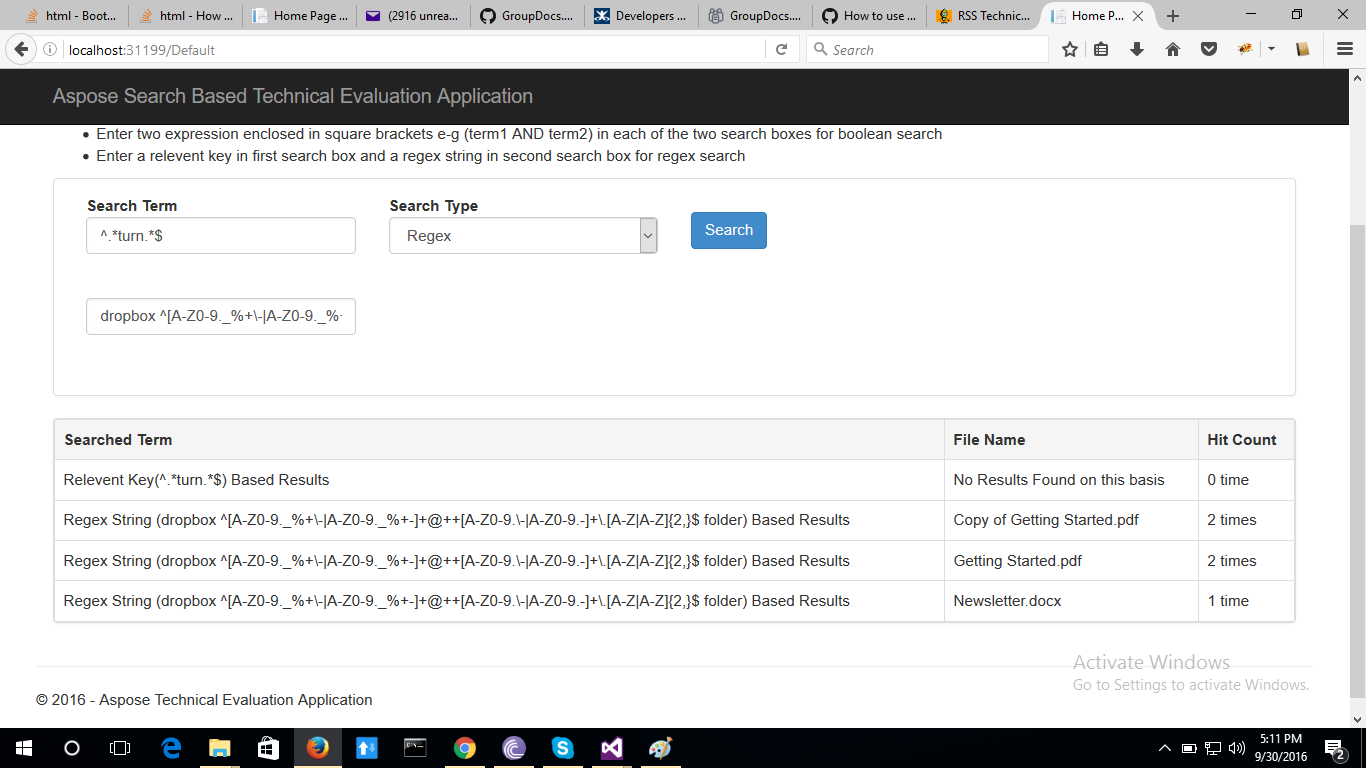 html - Boot...
html - How ...
Home Page ...
(2916 unrea...
GroupDocs....
Developers ...
GroupDocs....
How to use ...
RSS Technic...
Home P...
localhost:31199/Default
Search
Aspose Search Based Technical Evaluation Application
Enter two expression enclosed in square brackets e-g (term1 AND term2) in each of the two search boxes for boolean search
Enter a relevent key in first search box and a regex string in second search box for regex search
Search Term
Search Type
^.*turn.*$
Regex
Search
dropbox ^[A-Z0-9._%+\-|A-Z0-9._%+
Searched Term File Name Hit Count
Relevent Key(^.*turn.*$) Based Results No Results Found on this basis 0 time
Regex String (dropbox ^[A-Z0-9._%+\-|A-Z0-9._%+-]+@++[A-Z0-9.\-|A-Z0-9.-]+\.[A-Z|A-Z]{2,}$ folder) Based Results Copy of Getting Started.pdf 2 times
Regex String (dropbox ^[A-Z0-9._%+\-|A-Z0-9._%+-]+@++[A-Z0-9.\-|A-Z0-9.-]+\.[A-Z|A-Z]{2,}$ folder) Based Results Getting Started.pdf 2 times
Regex String (dropbox ^[A-Z0-9._%+\-|A-Z0-9._%+-]+@++[A-Z0-9.\-|A-Z0-9.-]+\.[A-Z|A-Z]{2,}$ folder) Based Results Newsletter.docx 1 time
Activate Windows
Go to Settings to activate Windows.
© 2016 - Aspose Technical Evaluation Application
5:11 PM
9/30/2016
2